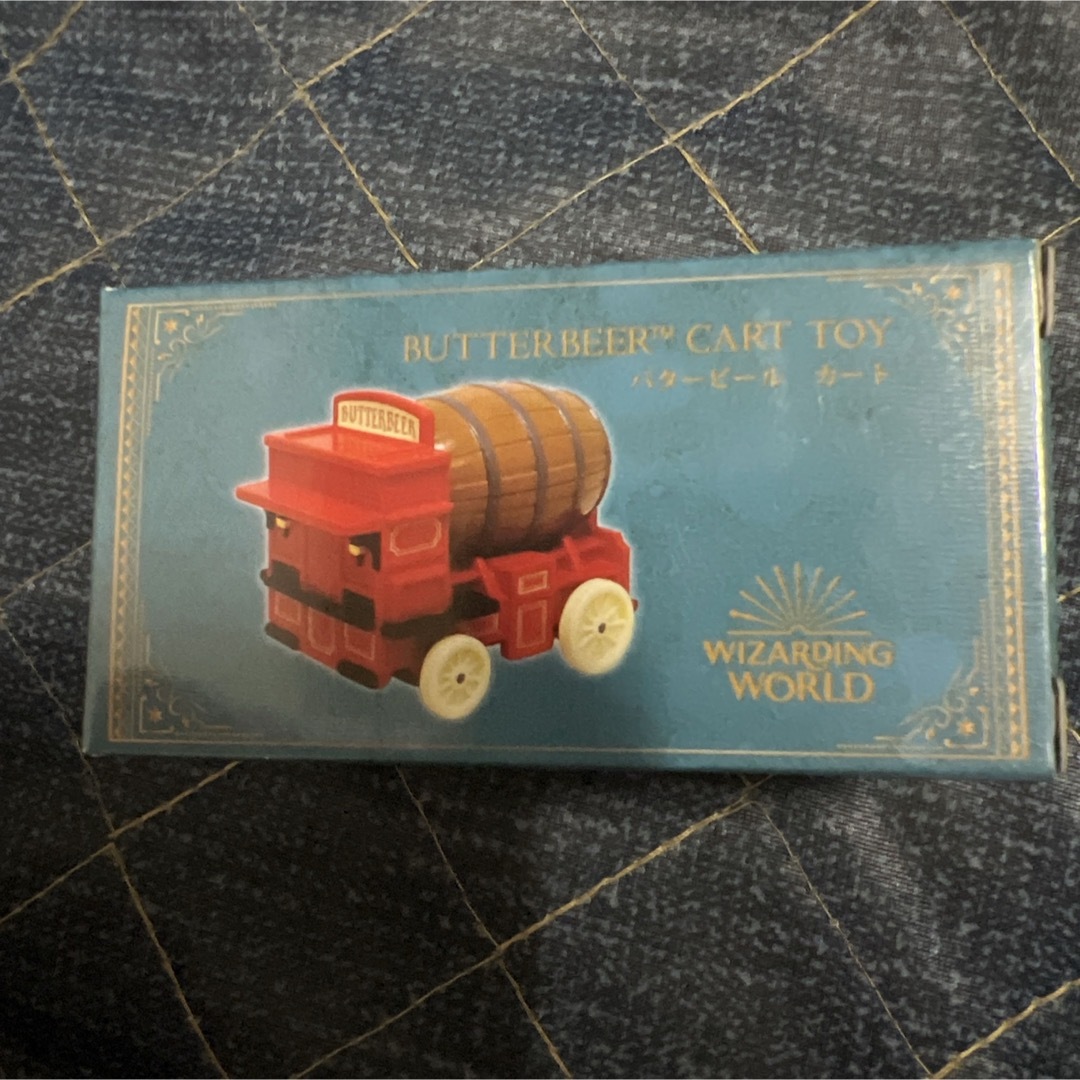 BUTTERBEER™ CART TOY
バタービール カート
BUTTERBEER
WIZARDING
WORLD